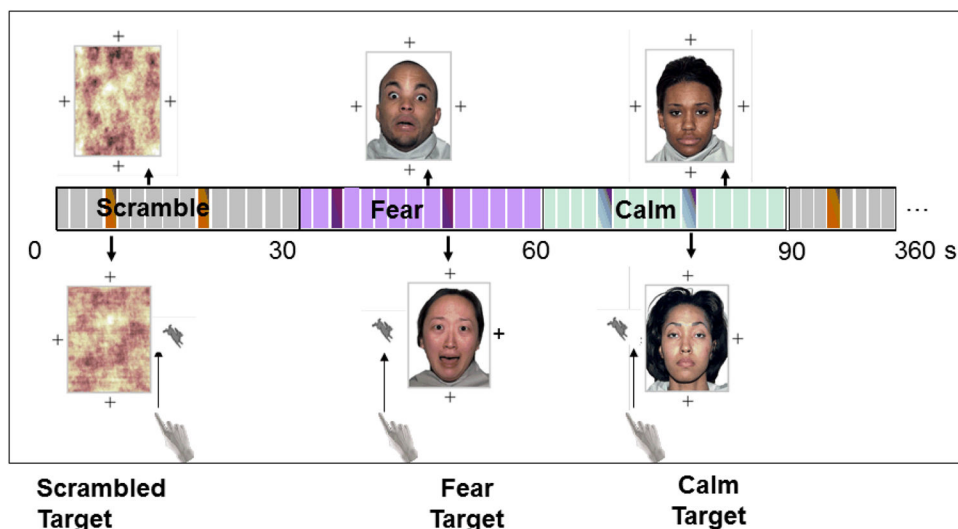 Scramble Fear Calm ...
0 30 60 90 360 s
Scrambled Target
Fear Target
Calm Target